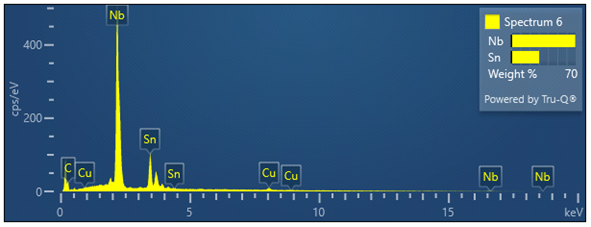 Nb
Spectrum 6
400
Nb
Sn
Weight % 70
cps/eV
Powered by Tru-Q®
200
Sn
C Cu Sn Cu Cu Nb Nb
0
0 5 10 15 keV